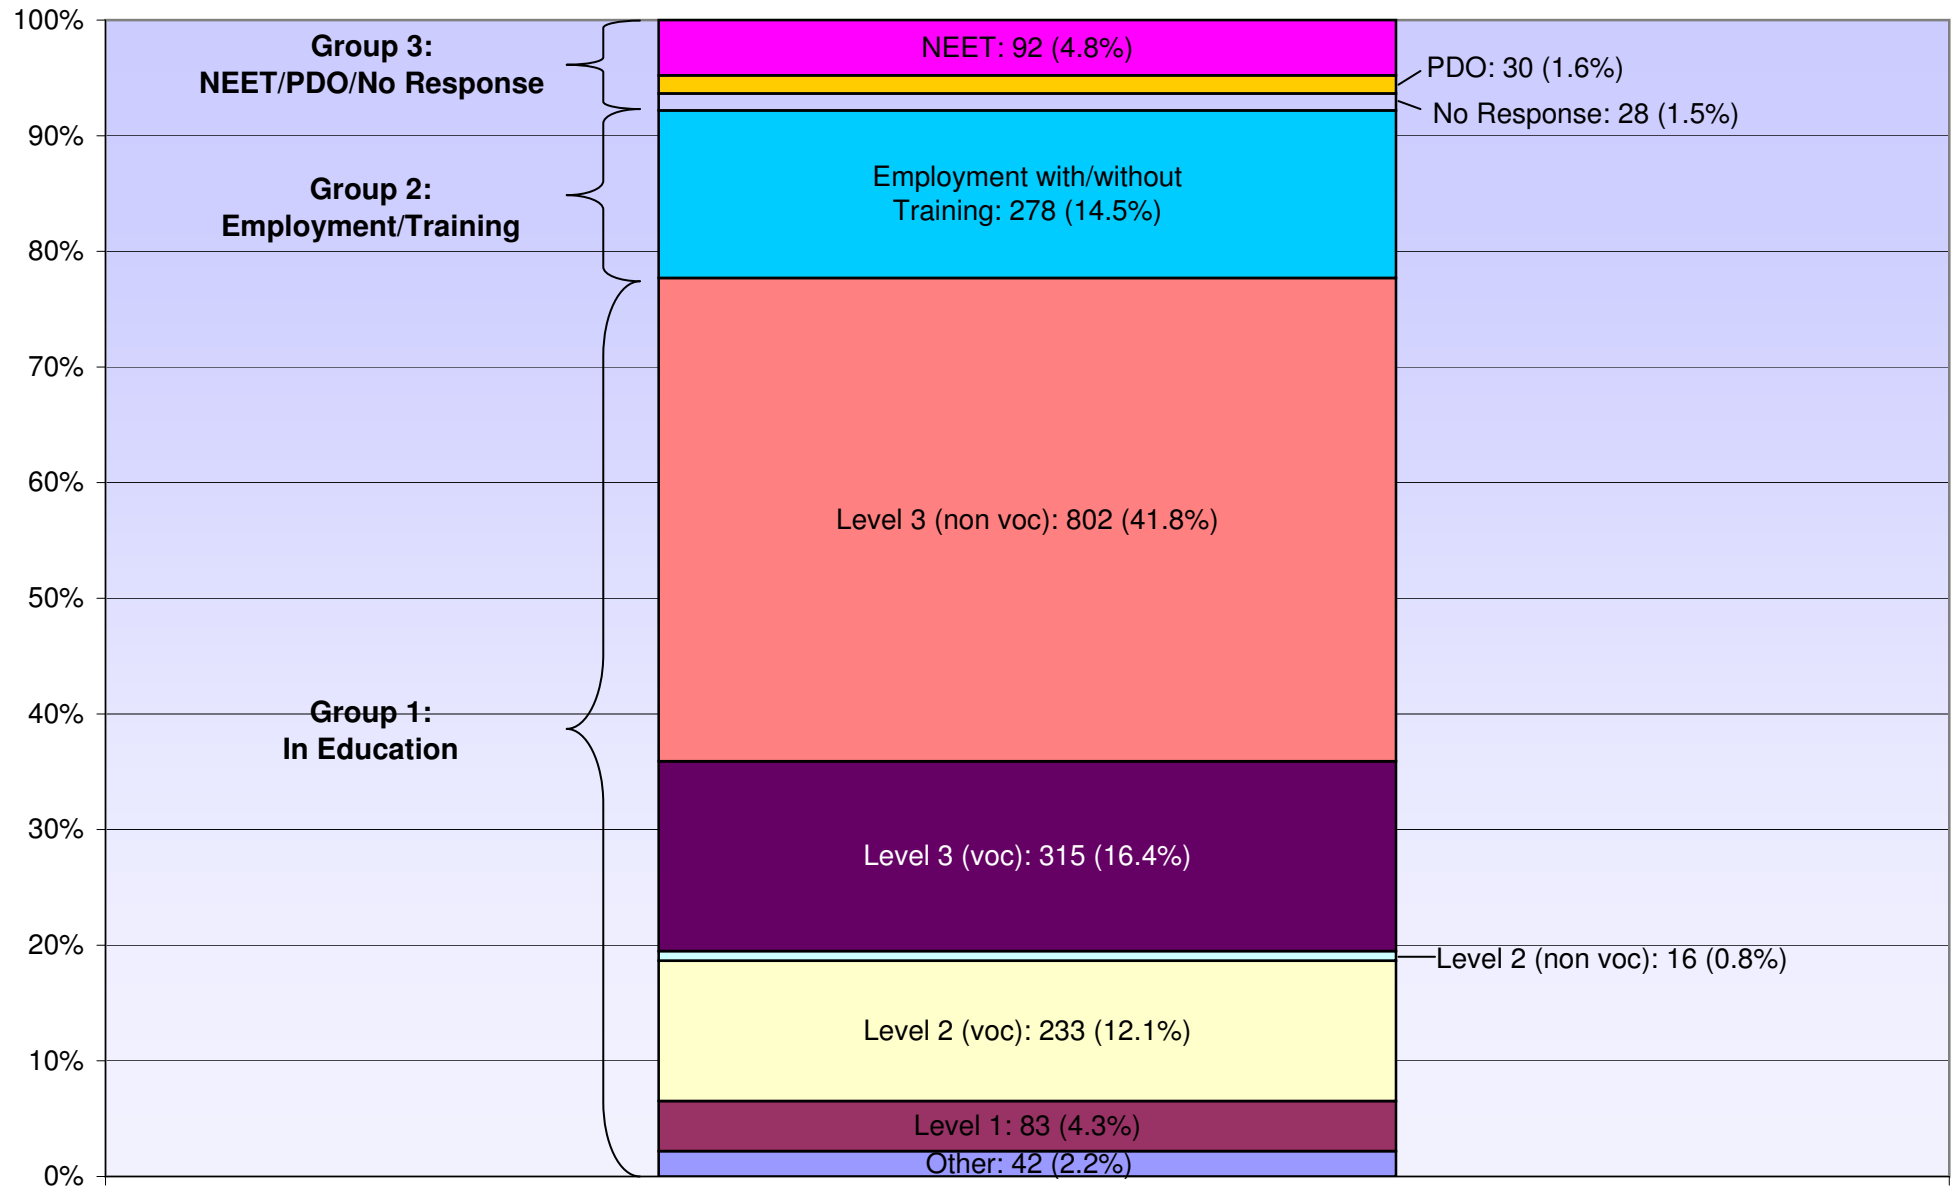 100%
90%
80%
70%
60%
50%
40%
30%
20%
10%
0%
Group 3:
NEET/PDO/No Response
Group 2:
Employment/Training
Group 1:
In Education
NEET: 92 (4.8%)
PDO: 30 (1.6%)
No Response: 28 (1.5%)
Employment with/without
Training: 278 (14.5%)
Level 3 (non voc): 802 (41.8%)
Level 3 (voc): 315 (16.4%)
Level 2 (non voc): 16 (0.8%)
Level 2 (voc): 233 (12.1%)
Level 1: 83 (4.3%)
Other: 42 (2.2%)